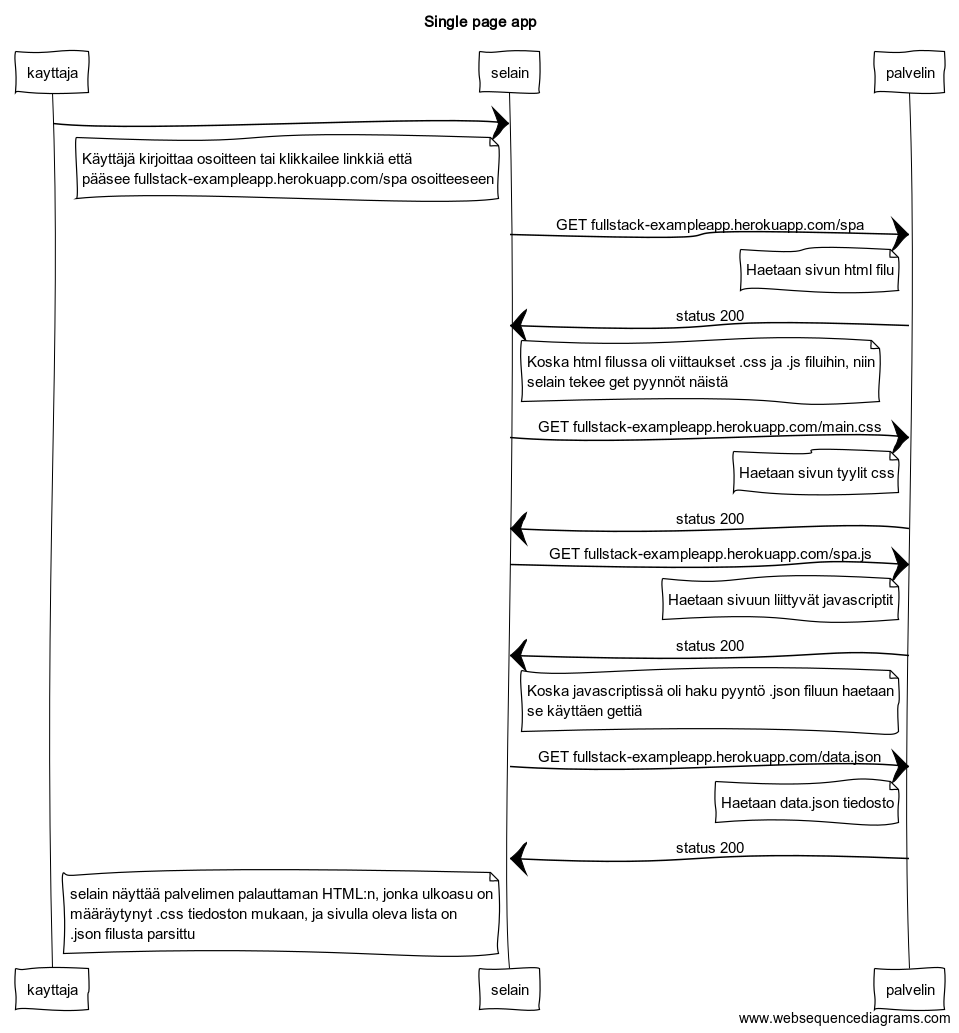 Single page app
kayttaja
selain
palvelin
Käyttäjä kirjoittaa osoitteen tai klikkailee linkkiä että
pääsee fullstack-exampleapp.herokuapp.com/spa osoitteeseen
GET fullstack-exampleapp.herokuapp.com/spa
Haetaan sivun html filu
status 200
Koska html filussa oli viittaukset .css ja .js filuihin, niin
selain tekee get pyynnöt näistä
GET fullstack-exampleapp.herokuapp.com/main.css
Haetaan sivun tyylit css
status 200
GET fullstack-exampleapp.herokuapp.com/spa.js
Haetaan sivuun liittyvät javascriptit
status 200
Koska javascriptissä oli haku pyyntö .json filuun haetaan
se käyttäen gettiä
GET fullstack-exampleapp.herokuapp.com/data.json
Haetaan data.json tiedosto
status 200
selain näyttää palvelimen palauttaman HTML:n, jonka ulkoasu on
määräytynyt .css tiedoston mukaan, ja sivulla oleva lista on
.json filusta parsittu
kayttaja
selain
palvelin
www.websequencediagrams.com